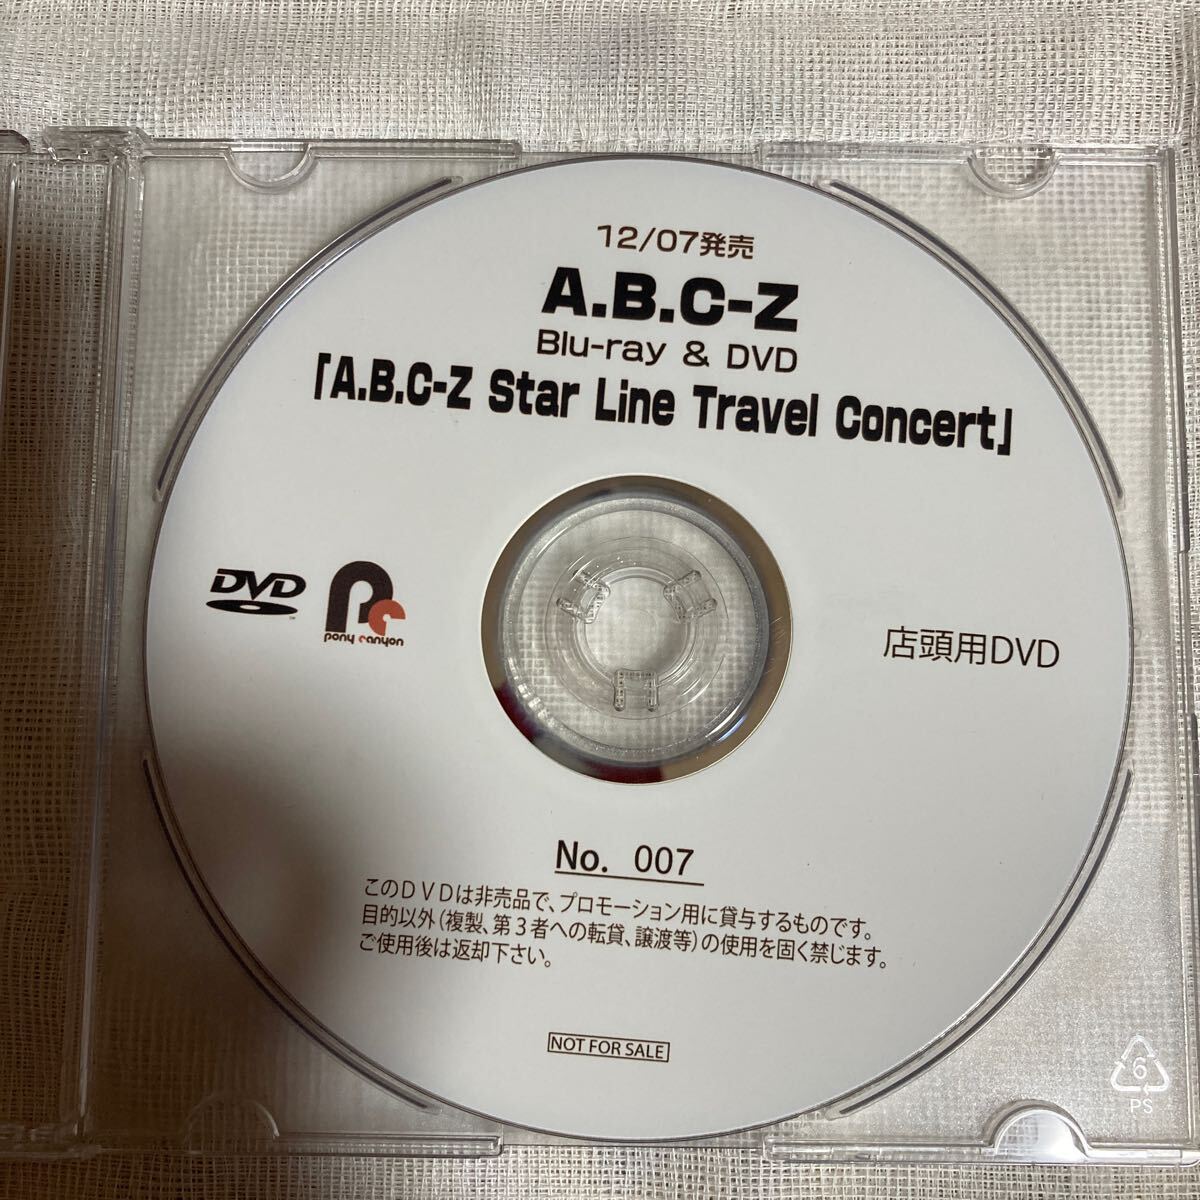 12/07発売
A.B.C-Z
Blu-ray & DVD
「A.B.C-Z Star Line Travel Concert」
DVD
TM
pony canyon
店頭用DVD
No. 007
このDVDは非売品で、プロモーション用に貸与するものです。
目的以外（複製、第３者への転貸、譲渡等）の使用を固く禁じます。
ご使用後は返却下さい。
NOT FOR SALE
6
PS